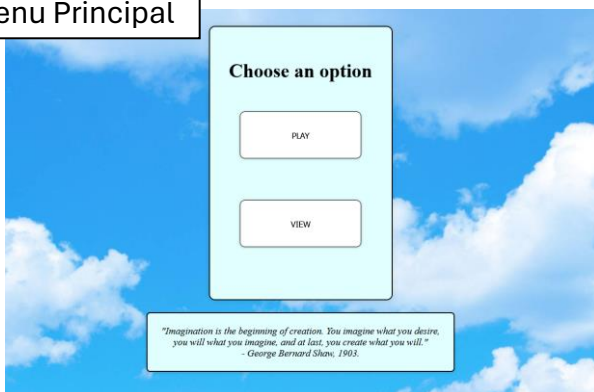 enu Principal
Choose an option
PLAY
VIEW
"Imagination is the beginning of creation. You imagine what you desire,
you will what you imagine, and at last, you create what you will."
- George Bernard Shaw, 1903.